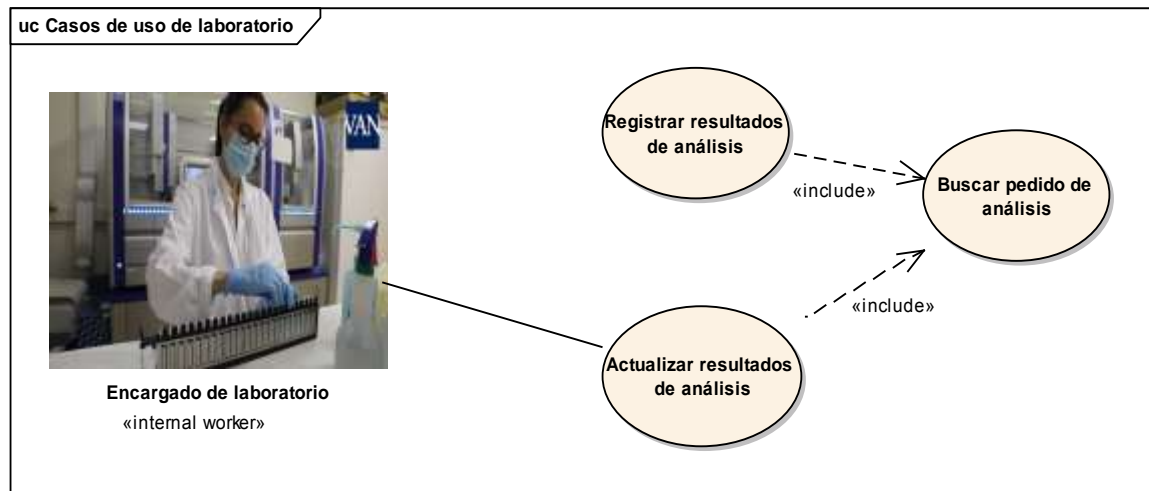 uc Casos de uso de laboratorio
VAN
Registrar resultados
de análisis
«include»
Buscar pedido de
análisis
«include»
Actualizar resultados
de análisis
Encargado de laboratorio
«internal worker»